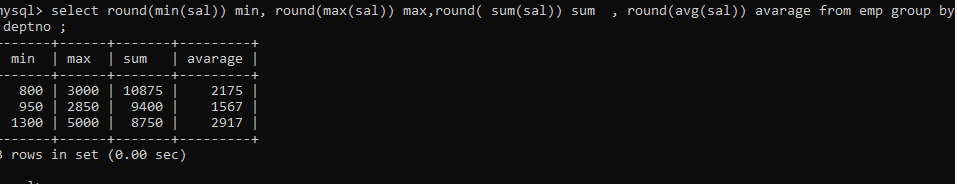 mysql> select round(min(sal)) min, round(max(sal)) max,round( sum(sal)) sum  , round(avg(sal)) avarage from emp group by
deptno ;
-------+------+-------+---------+
 min  | max  | sum   | avarage |
-------+------+-------+---------+
  800 | 3000 | 10875 |    2175 |
  950 | 2850 |  9400 |    1567 |
 1300 | 5000 |  8750 |    2917 |
-------+------+-------+---------+
3 rows in set (0.00 sec)